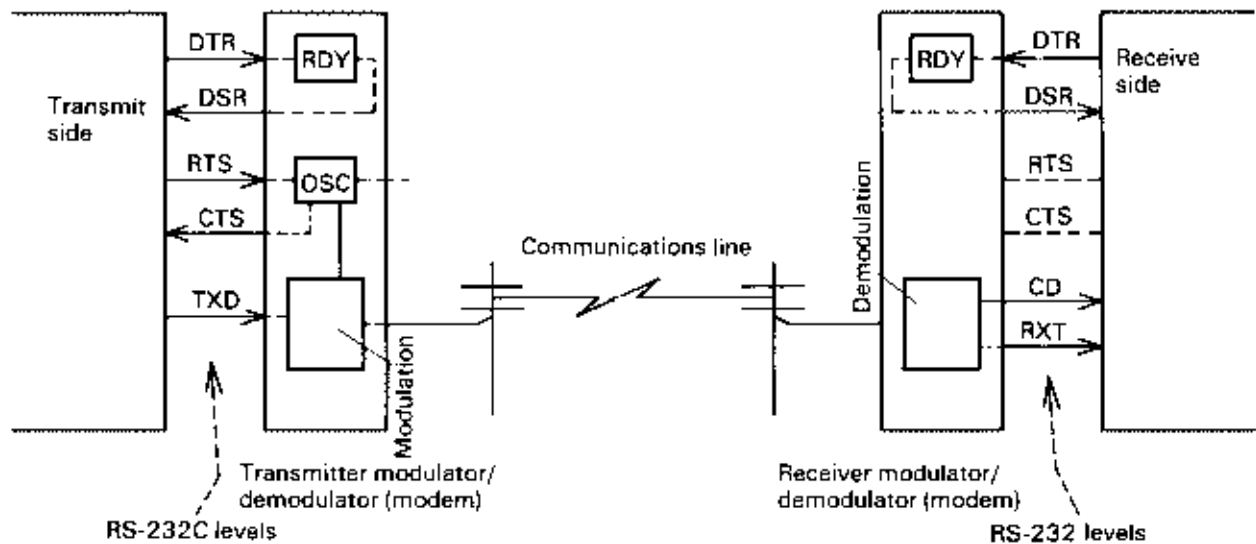 DTR
RDY
DSR
Transmit
side
RTS
OSC
CTS
TXD
Modulation
Transmitter modulator/
demodulator (modem)
RS-232C levels
Communications line
DTR
RDY
Receive
side
DSR
RTS
CTS
Demodulation
CD
RXT
Receiver modulator/
demodulator (modem)
RS-232 levels